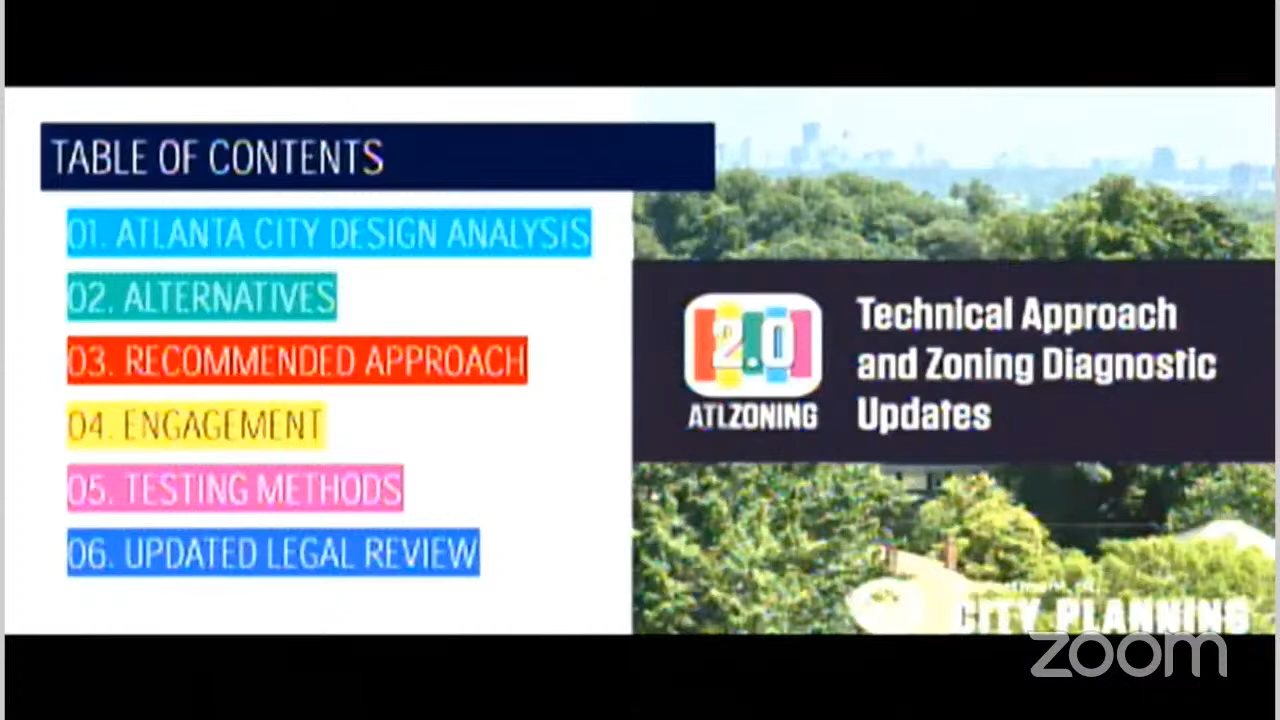 TABLE OF CONTENTS
01. ATLANTA CITY DESIGN ANALYSIS
02. ALTERNATIVES
03. RECOMMENDED APPROACH
04. ENGAGEMENT
05. TESTING METHODS
06. UPDATED LEGAL REVIEW
2.0
ATLZONING
Technical Approach
and Zoning Diagnostic
Updates
CITY PLANNING
zoom